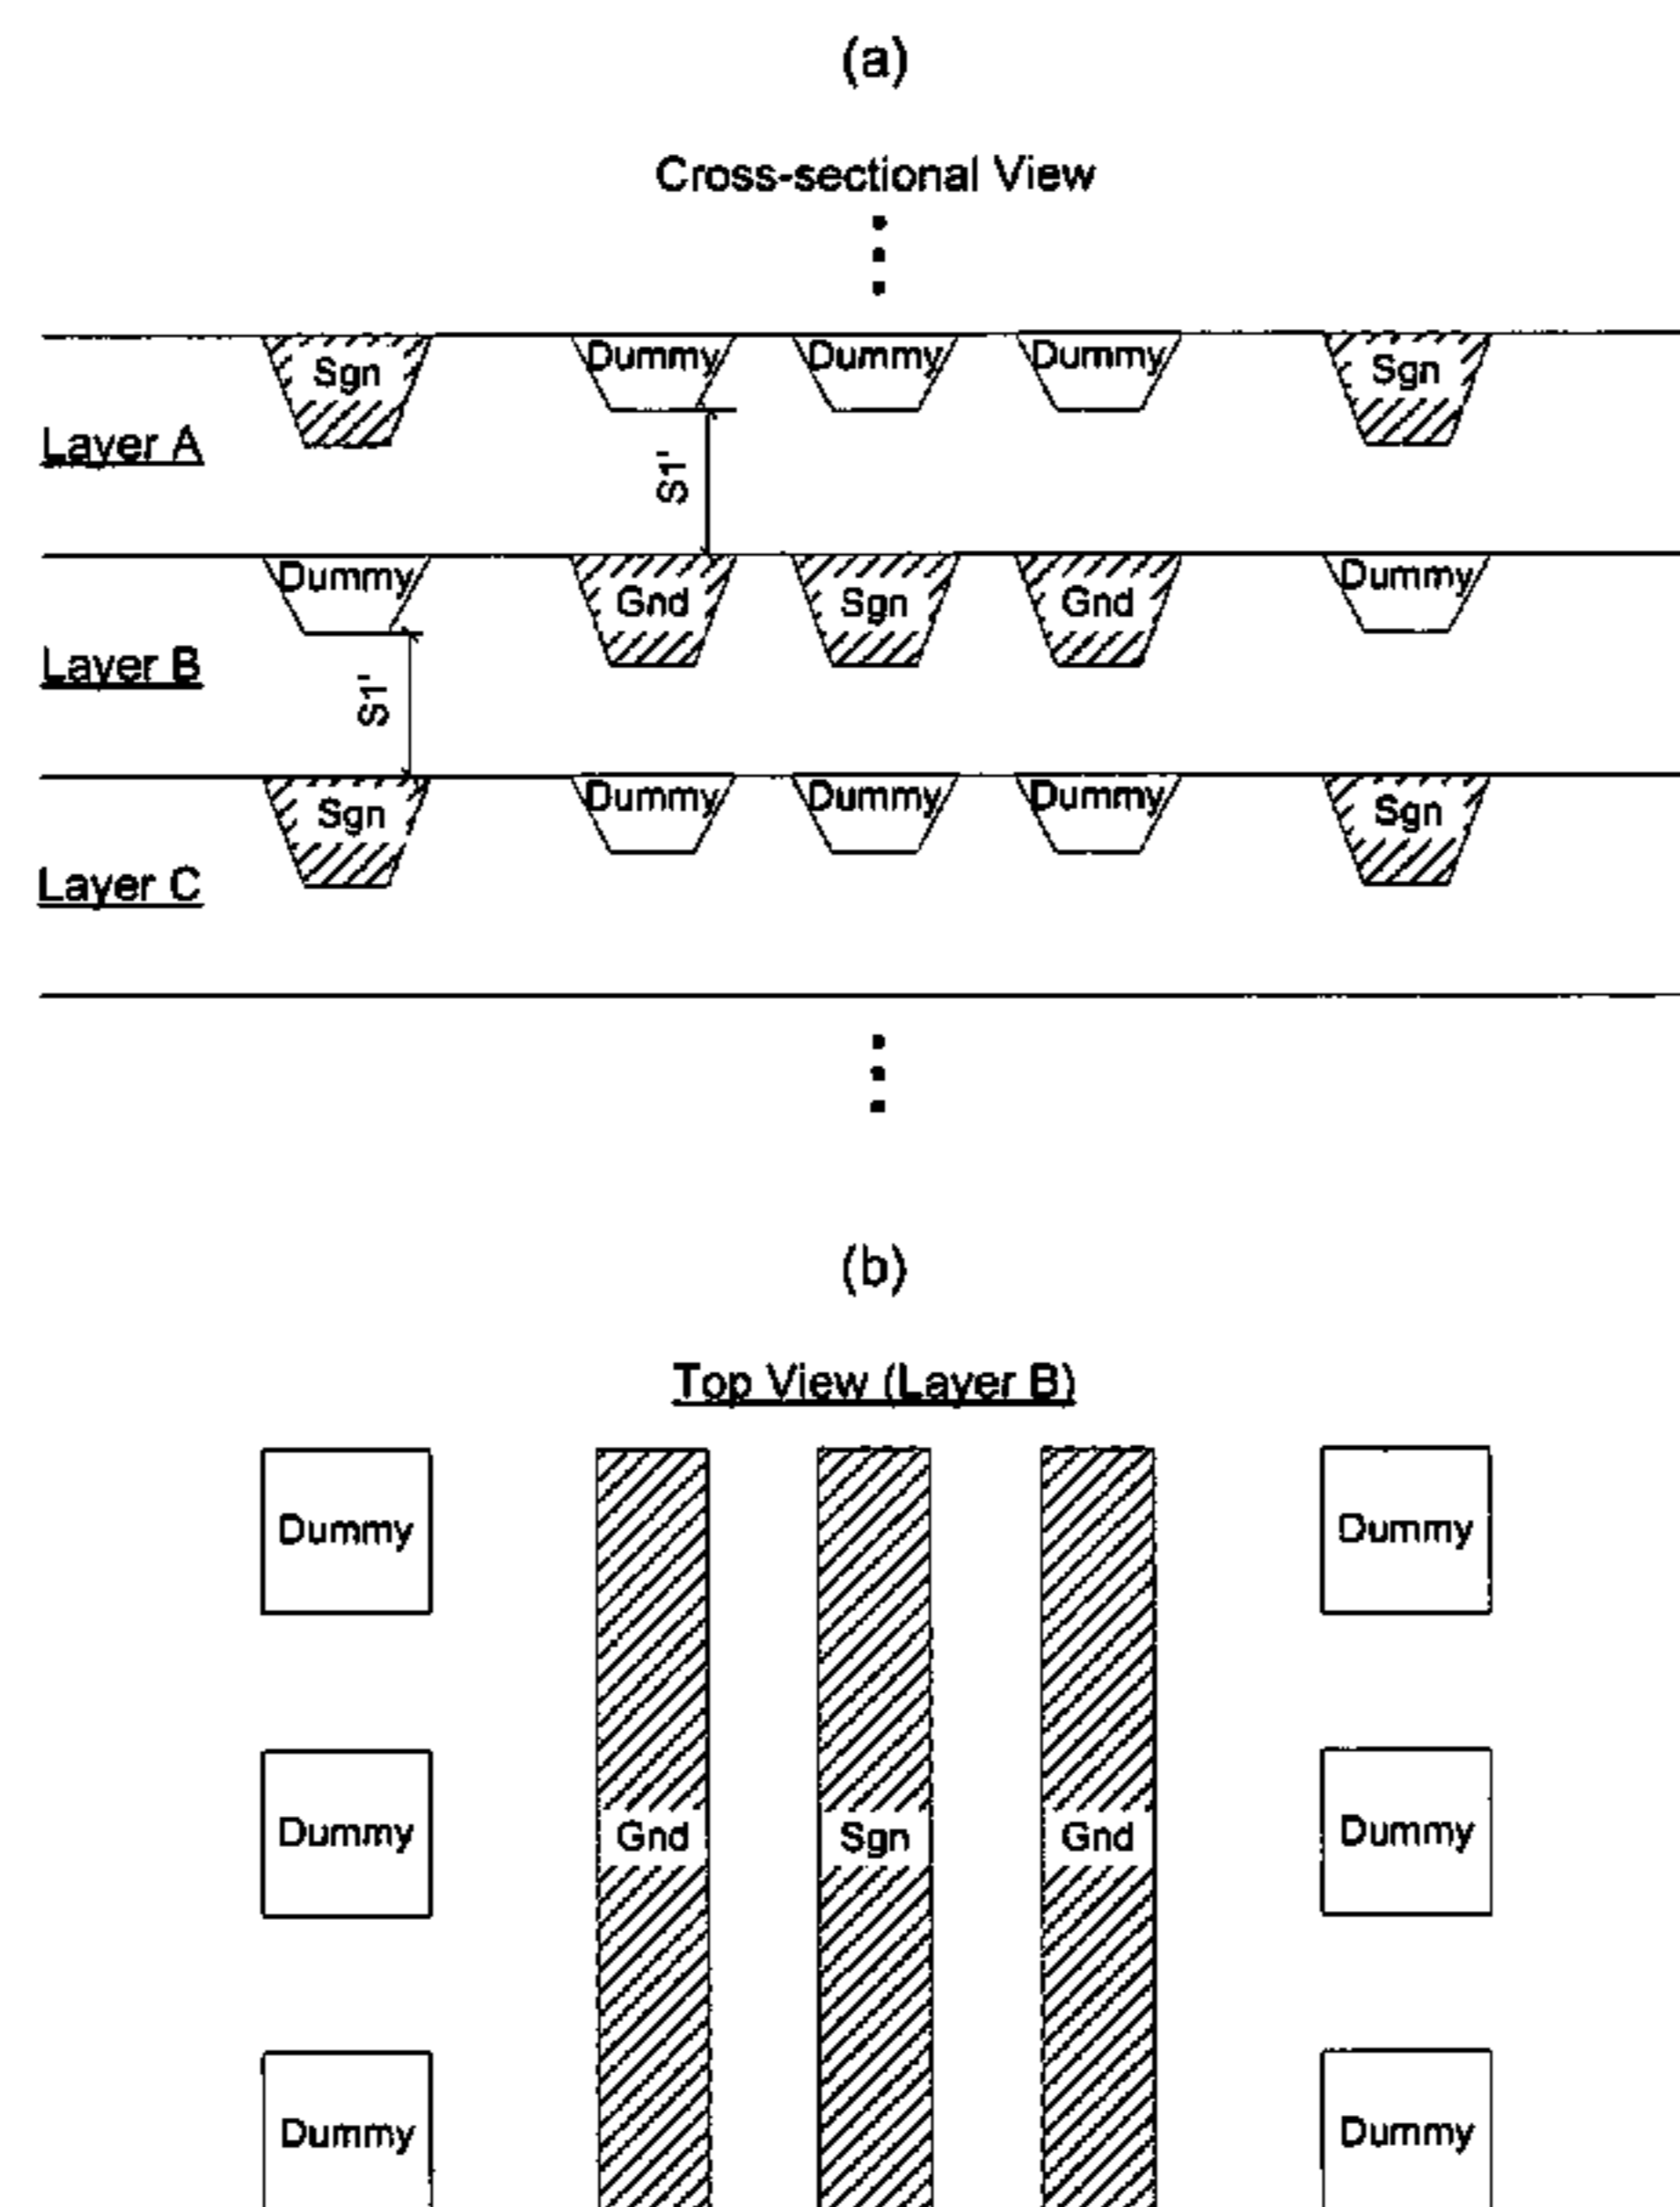 (a)
Cross-sectional View
Sgn Dummy Dummy Dummy Sgn
Layer A
S1'
Dummy Gnd Sgn Gnd Dummy
Layer B
S1'
Sgn Dummy Dummy Dummy Sgn
Layer C
(b)
Top View (Layer B)
Dummy Dummy
Dummy Gnd Sgn Gnd Dummy
Dummy Dummy